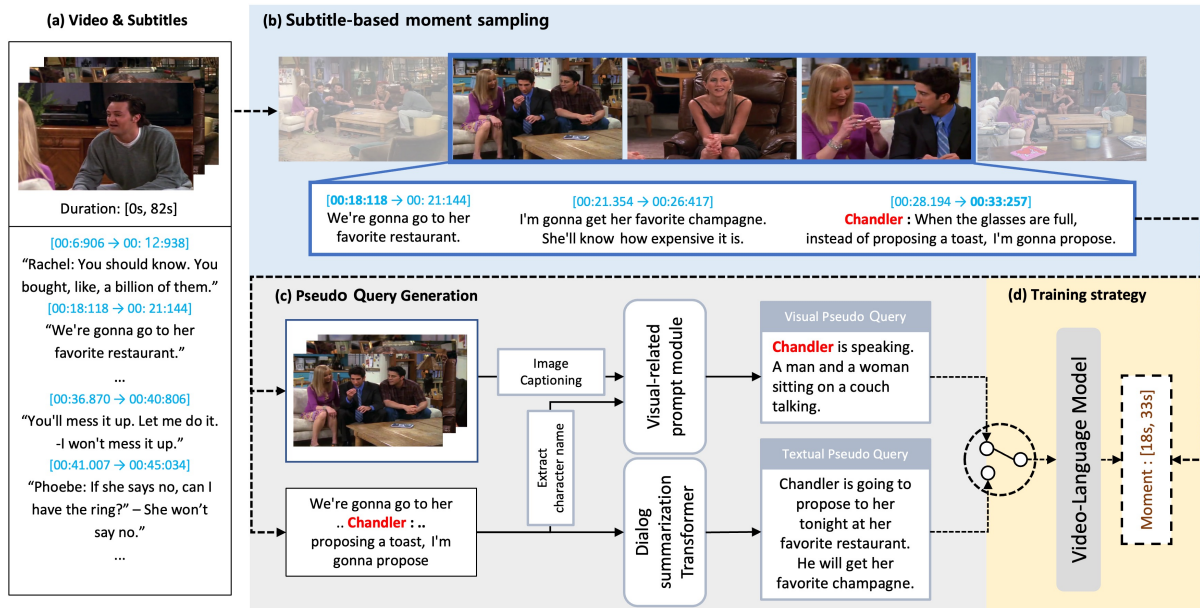 (a) Video & Subtitles
Duration: [0s, 82s]
[00:6:906 → 00: 12:938]
“Rachel: You should know. You
bought, like, a billion of them.”
[00:18:118 → 00: 21:144]
“We're gonna go to her
favorite restaurant.”
...
[00:36.870 → 00:40:806]
“You'll mess it up. Let me do it.
-I won't mess it up.”
[00:41.007 → 00:45:034]
“Phoebe: If she says no, can I
have the ring?” – She won’t
say no.”
...
(b) Subtitle-based moment sampling
[00:18:118 → 00: 21:144]
We're gonna go to her
favorite restaurant.
[00:21.354 → 00:26:417]
I'm gonna get her favorite champagne.
She'll know how expensive it is.
[00:28.194 → 00:33:257]
Chandler : When the glasses are full,
instead of proposing a toast, I'm gonna propose.
(c) Pseudo Query Generation
We're gonna go to her
.. Chandler : ..
proposing a toast, I'm
gonna propose
Image
Captioning
Extract
character name
Visual-related
prompt module
Dialog
summarization
Transformer
Visual Pseudo Query
Chandler is speaking.
A man and a woman
sitting on a couch
talking.
Textual Pseudo Query
Chandler is going to
propose to her
tonight at her
favorite restaurant.
He will get her
favorite champagne.
(d) Training strategy
Video-Language Model
Moment : [18s, 33s]